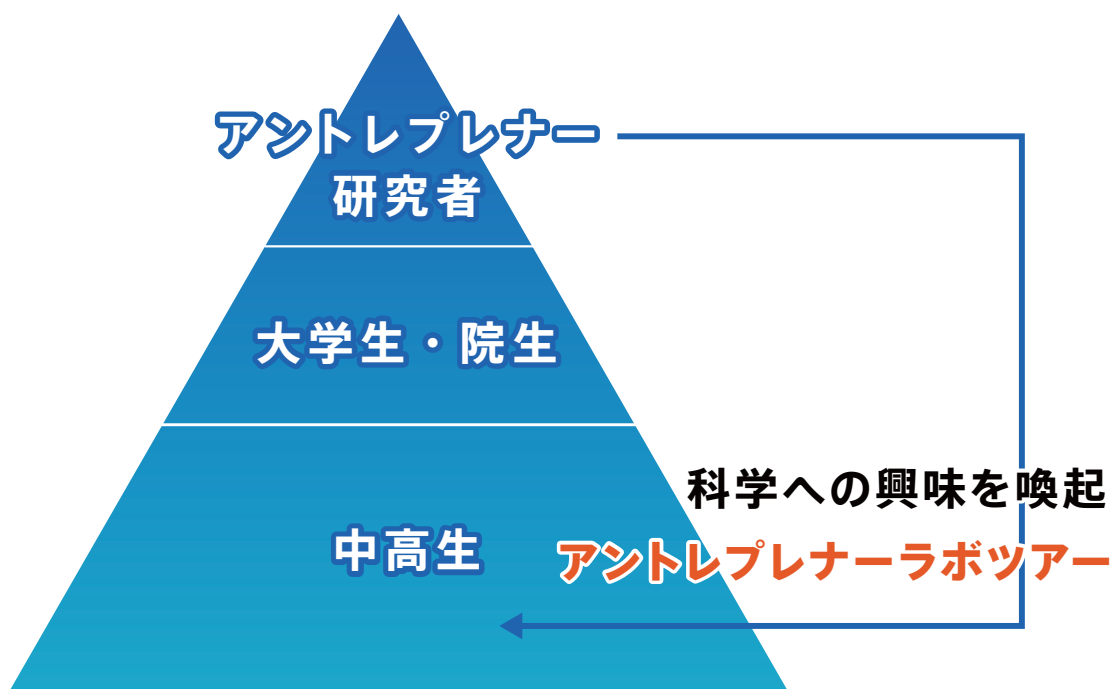 アントレプレナー
研究者
大学生・院生
中高生
科学への興味を喚起
アントレプレナーラボツアー